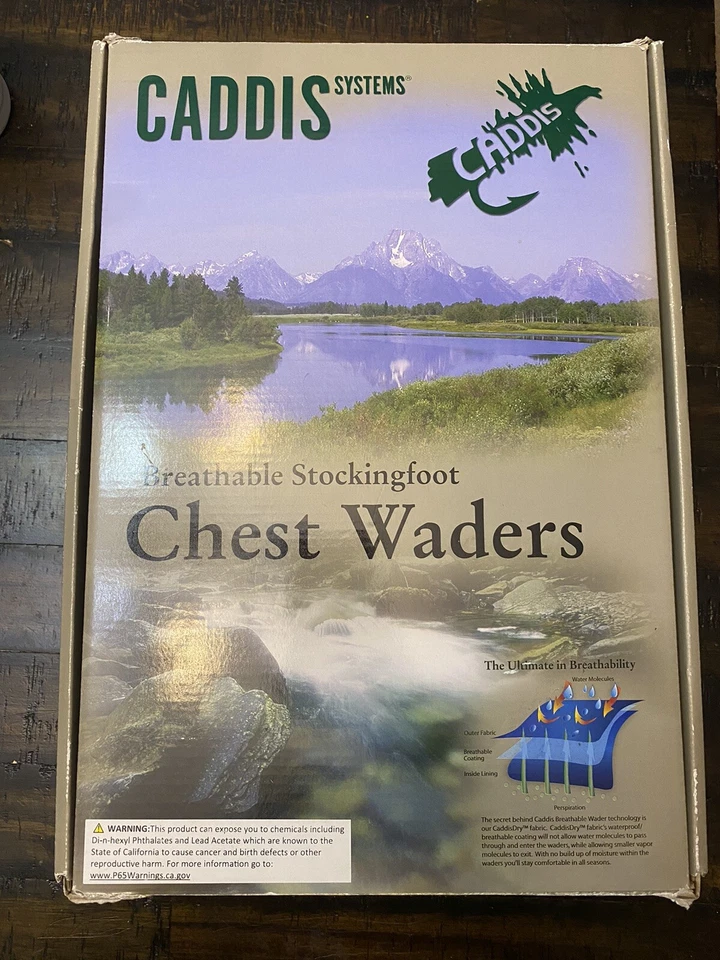 CADDIS SYSTEMS®
CADDIS
Breathable Stockingfoot
Chest Waders
The Ultimate in Breathability
Water Molecules
Outer Fabric
Breathable
Coating
Inside Lining
Perspiration
The secret behind Caddis Breathable Wader technology is
our CaddisDry™ fabric. CaddisDry™ fabric's waterproof/
breathable coating will not allow water molecules to pass
through and enter the waders, while allowing smaller vapor
molecules to exit. With no build up of moisture within the
waders you'll stay comfortable in all seasons.
⚠ WARNING:This product can expose you to chemicals including
Di-n-hexyl Phthalates and Lead Acetate which are known to the
State of California to cause cancer and birth defects or other
reproductive harm. For more information go to:
www.P65Warnings.ca.gov